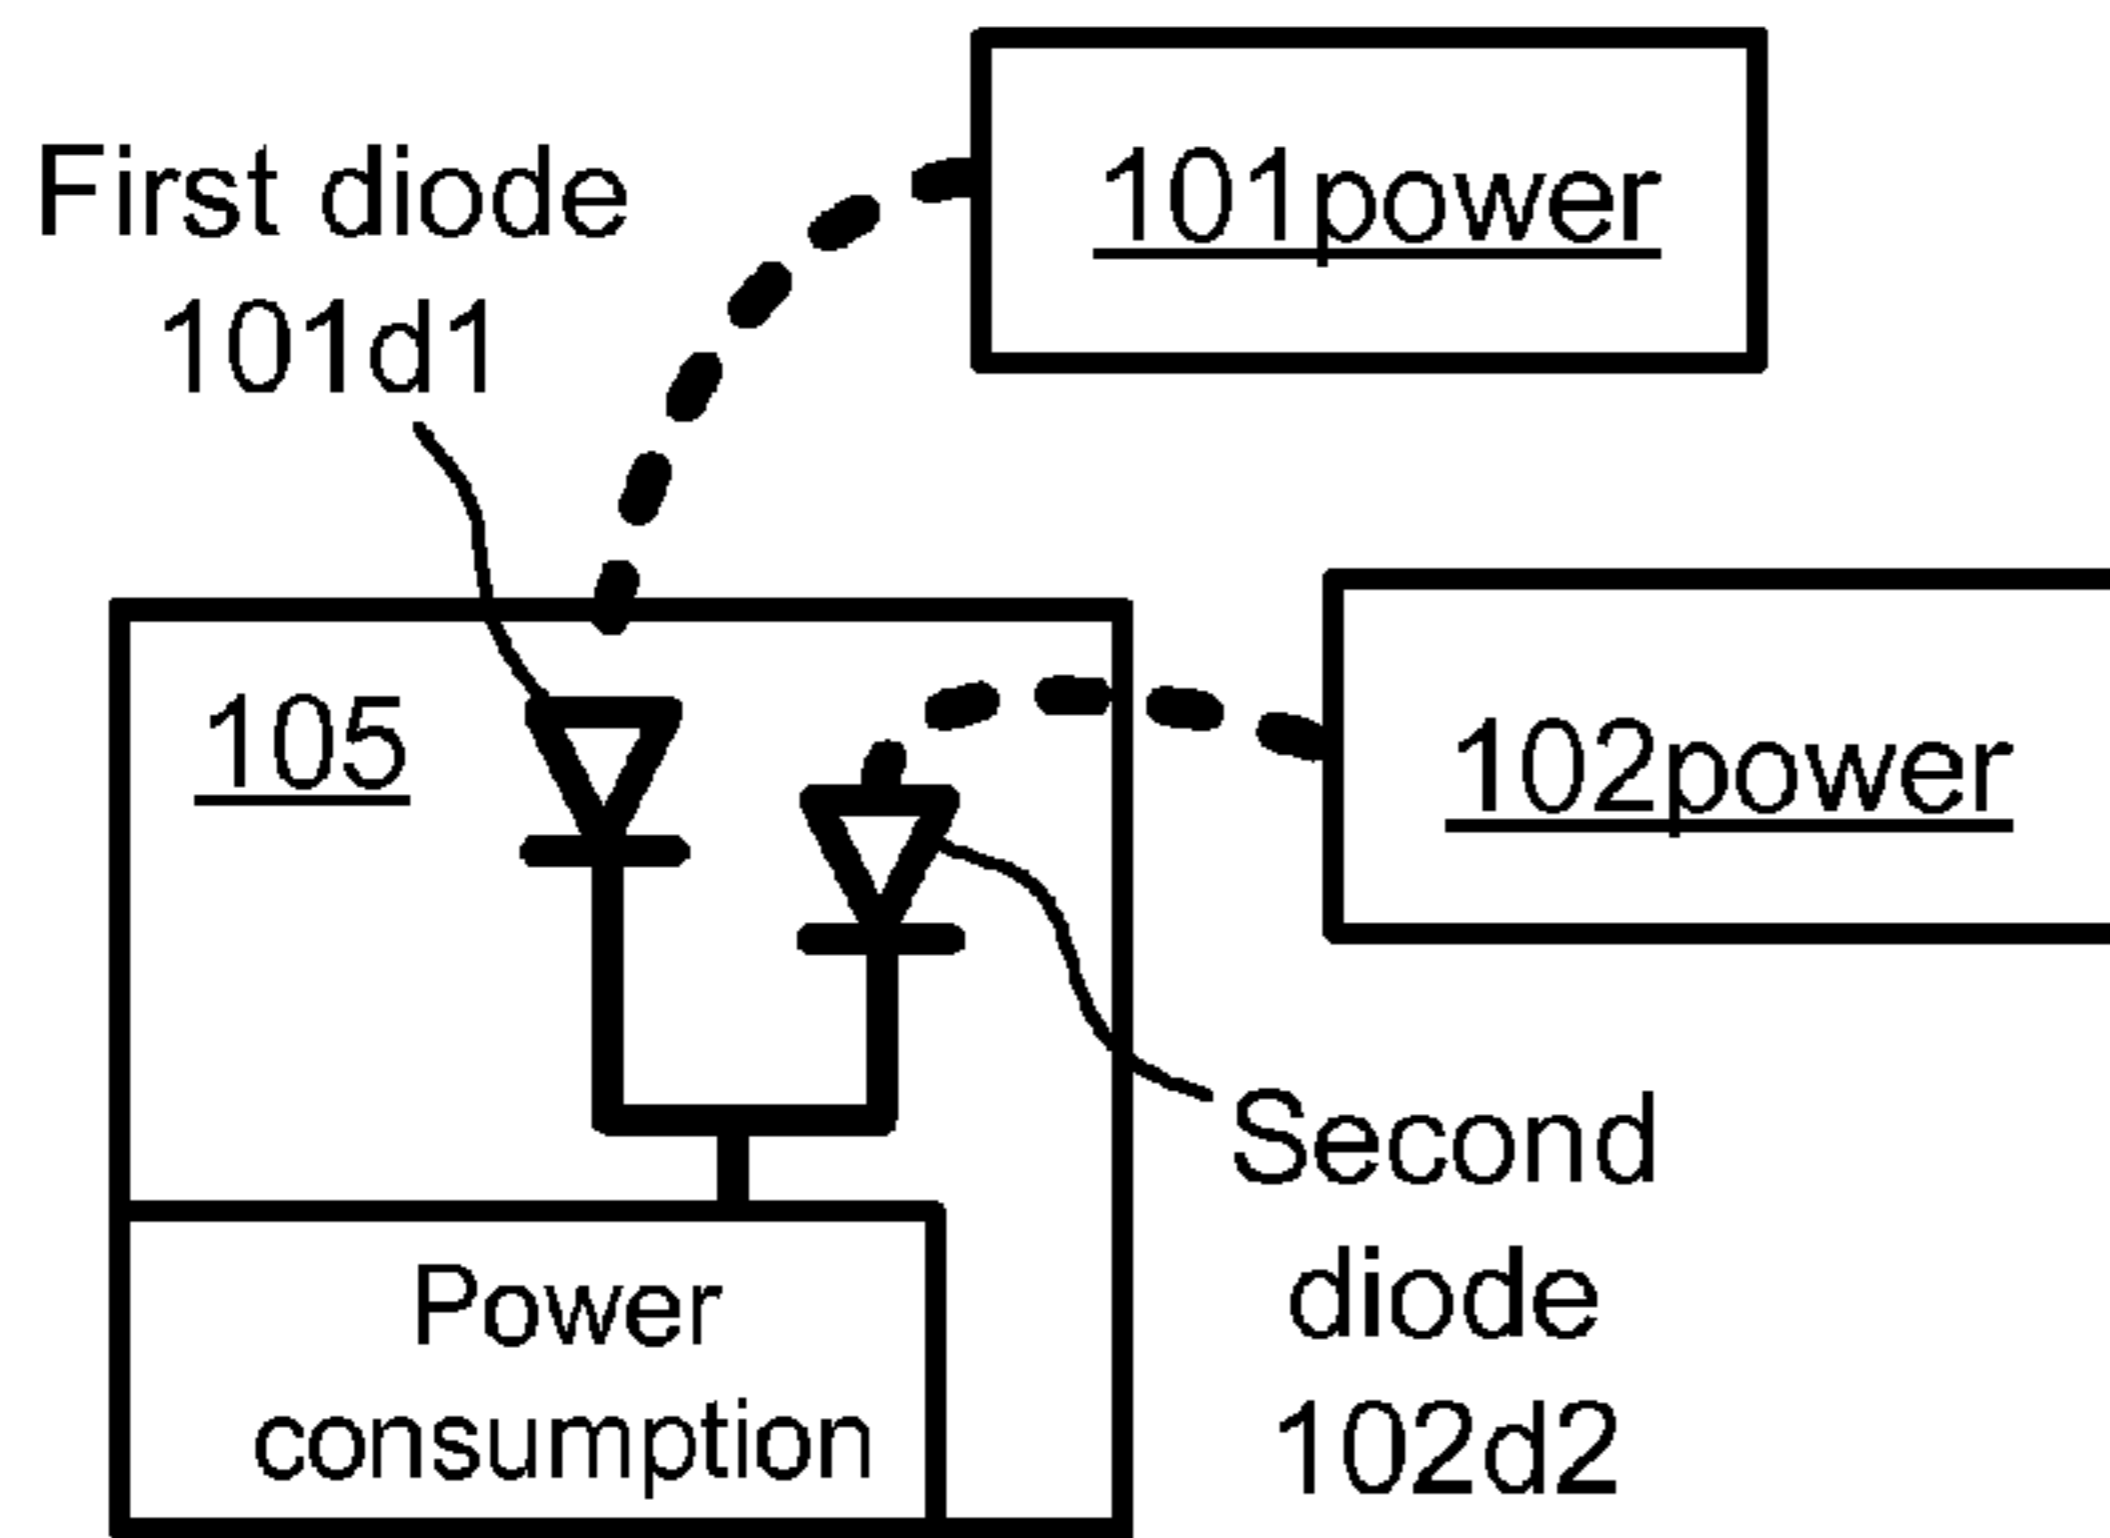 101power
First diode
101d1
105
102power
Second
diode
102d2
Power
consumption